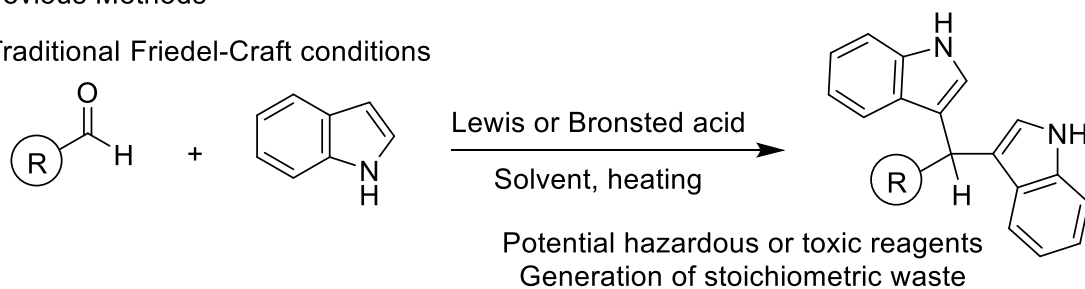 Traditional Friedel-Craft conditions
O
R
H
+
N
H
Lewis or Bronsted acid
Solvent, heating
H
N
NH
R
H
Potential hazardous or toxic reagents
Generation of stoichiometric waste